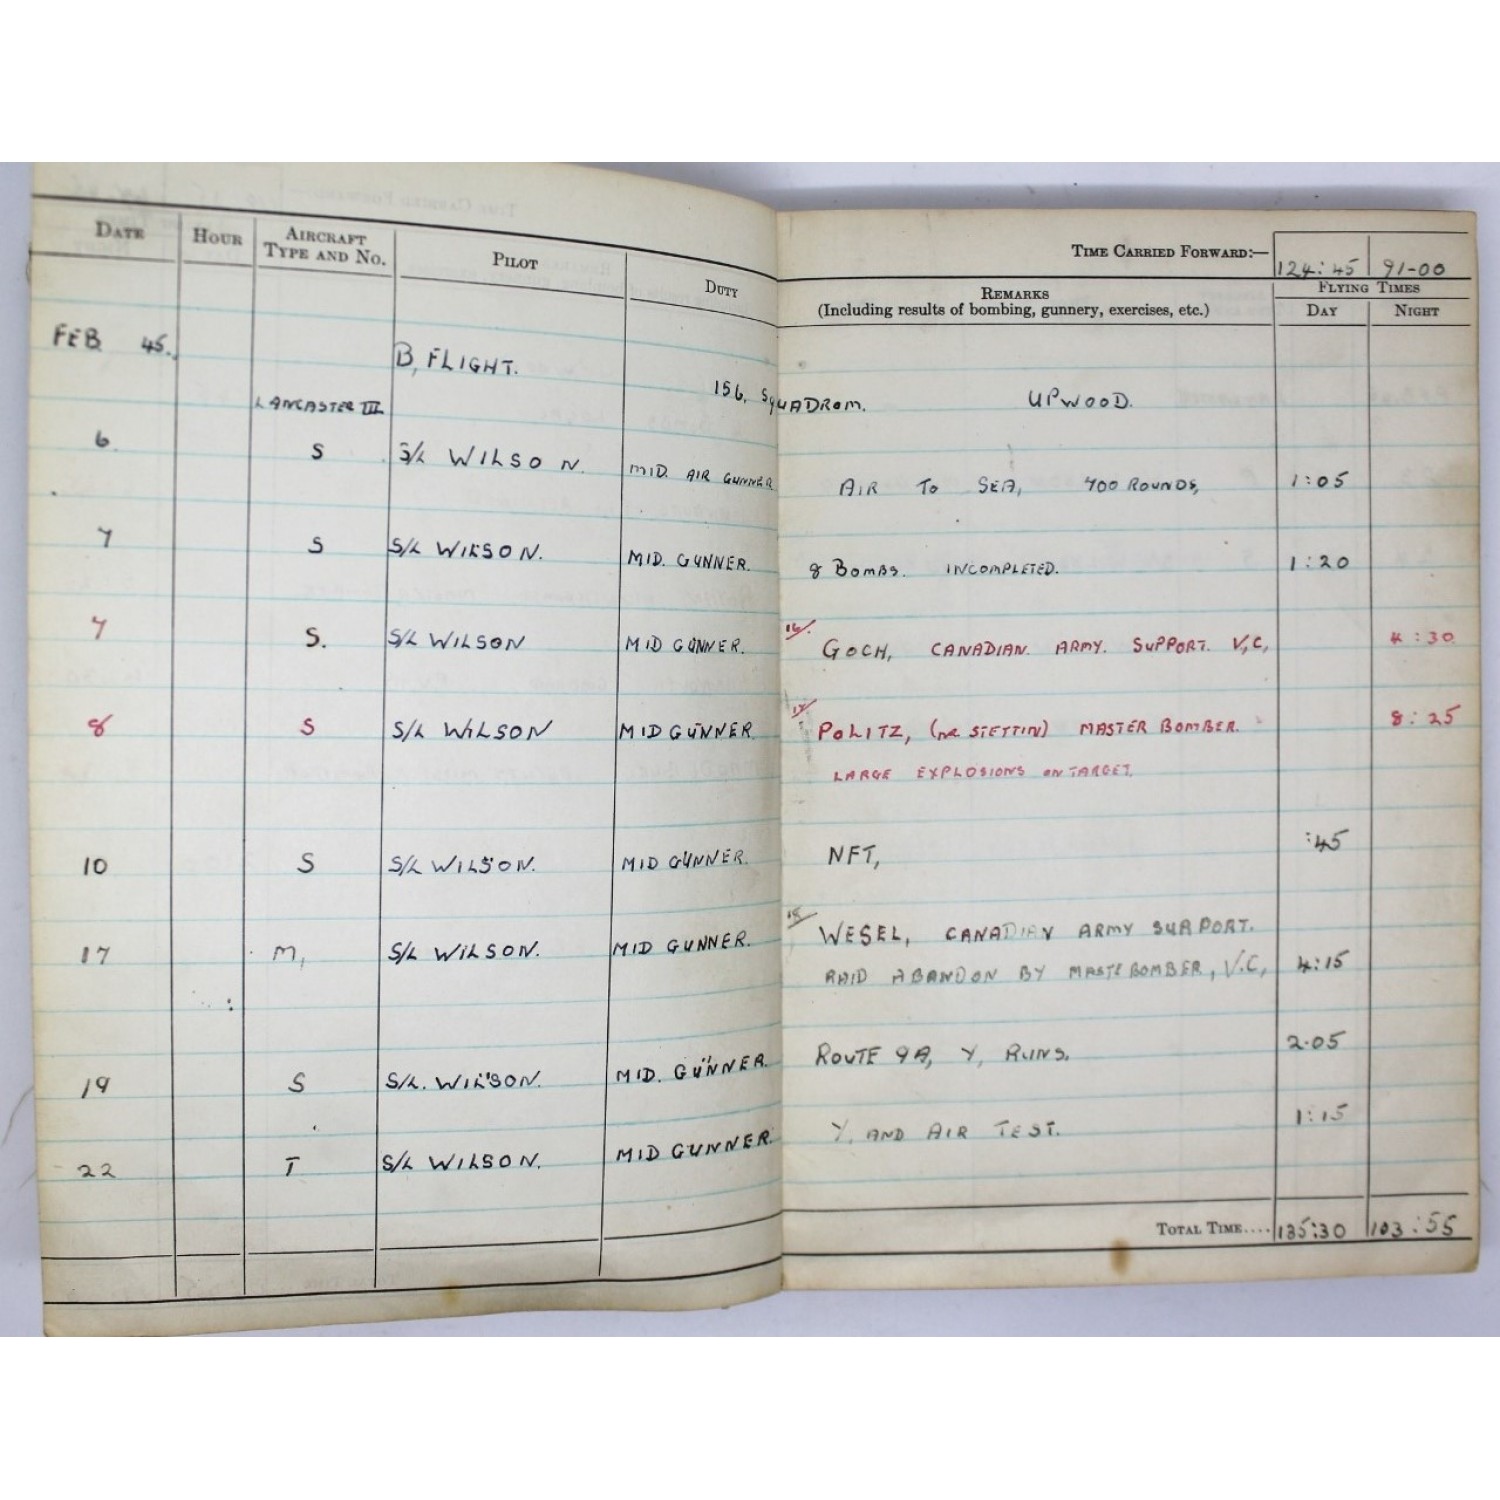 TIME CARRIED FORWARD:— 124:45 91-00
DATE HOUR AIRCRAFT TYPE AND NO. PILOT DUTY REMARKS (Including results of bombing, gunnery, exercises, etc.) FLYING TIMES DAY NIGHT
FEB 45. B, FLIGHT.
LANCASTER III 156, SQUADROM. UPWOOD.
6 S S/L WILSON. MID. AIR GUNNER AIR TO SEA, 700 ROUNDS, 1:05
7 S S/L WILSON. MID. GUNNER. 8 BOMBS. INCOMPLETED. 1:20
7 S. S/L WILSON MID GUNNER. 16/ GOCH, CANADIAN. ARMY. SUPPORT. V,C, 4:30
8 S S/L WILSON MID GUNNER. 17/ POLITZ, (NR STETTIN) MASTER BOMBER. 8:25
LARGE EXPLOSIONS ON TARGET.
10 S S/L WILSON. MID GUNNER. NFT, :45
17 M, S/L WILSON. MID GUNNER. 18/ WESEL, CANADIAN ARMY SUPPORT.
RAID ABANDON BY MASTE BOMBER, V.C, 4:15
19 S S/L. WILSON. MID. GUNNER. ROUTE 9A, Y, RUNS. 2.05
22 T S/L WILSON. MID GUNNER. Y, AND AIR TEST. 1:15
TOTAL TIME.... 135:30 103:55